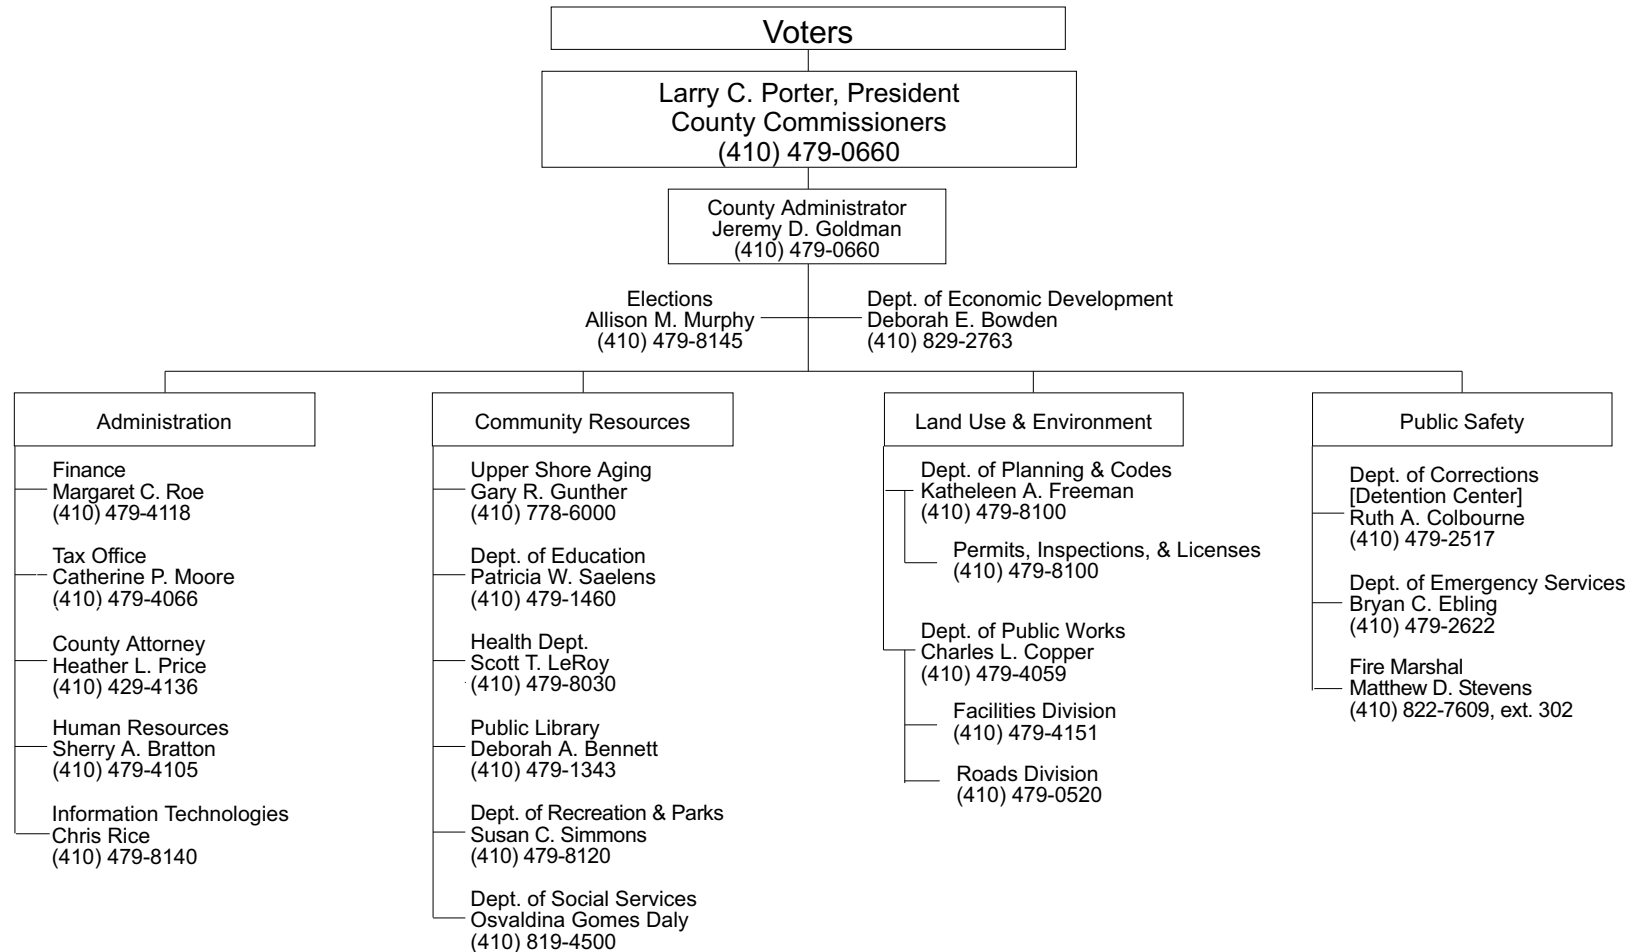 Voters
Larry C. Porter, President
County Commissioners
(410) 479-0660
County Administrator
Jeremy D. Goldman
(410) 479-0660
Elections
Allison M. Murphy
(410) 479-8145
Dept. of Economic Development
Deborah E. Bowden
(410) 829-2763
Administration
Finance
Margaret C. Roe
(410) 479-4118
Tax Office
Catherine P. Moore
(410) 479-4066
County Attorney
Heather L. Price
(410) 429-4136
Human Resources
Sherry A. Bratton
(410) 479-4105
Information Technologies
Chris Rice
(410) 479-8140
Community Resources
Upper Shore Aging
Gary R. Gunther
(410) 778-6000
Dept. of Education
Patricia W. Saelens
(410) 479-1460
Health Dept.
Scott T. LeRoy
(410) 479-8030
Public Library
Deborah A. Bennett
(410) 479-1343
Dept. of Recreation & Parks
Susan C. Simmons
(410) 479-8120
Dept. of Social Services
Osvaldina Gomes Daly
(410) 819-4500
Land Use & Environment
Dept. of Planning & Codes
Katheleen A. Freeman
(410) 479-8100
Permits, Inspections, & Licenses
(410) 479-8100
Dept. of Public Works
Charles L. Copper
(410) 479-4059
Facilities Division
(410) 479-4151
Roads Division
(410) 479-0520
Public Safety
Dept. of Corrections
[Detention Center]
Ruth A. Colbourne
(410) 479-2517
Dept. of Emergency Services
Bryan C. Ebling
(410) 479-2622
Fire Marshal
Matthew D. Stevens
(410) 822-7609, ext. 302